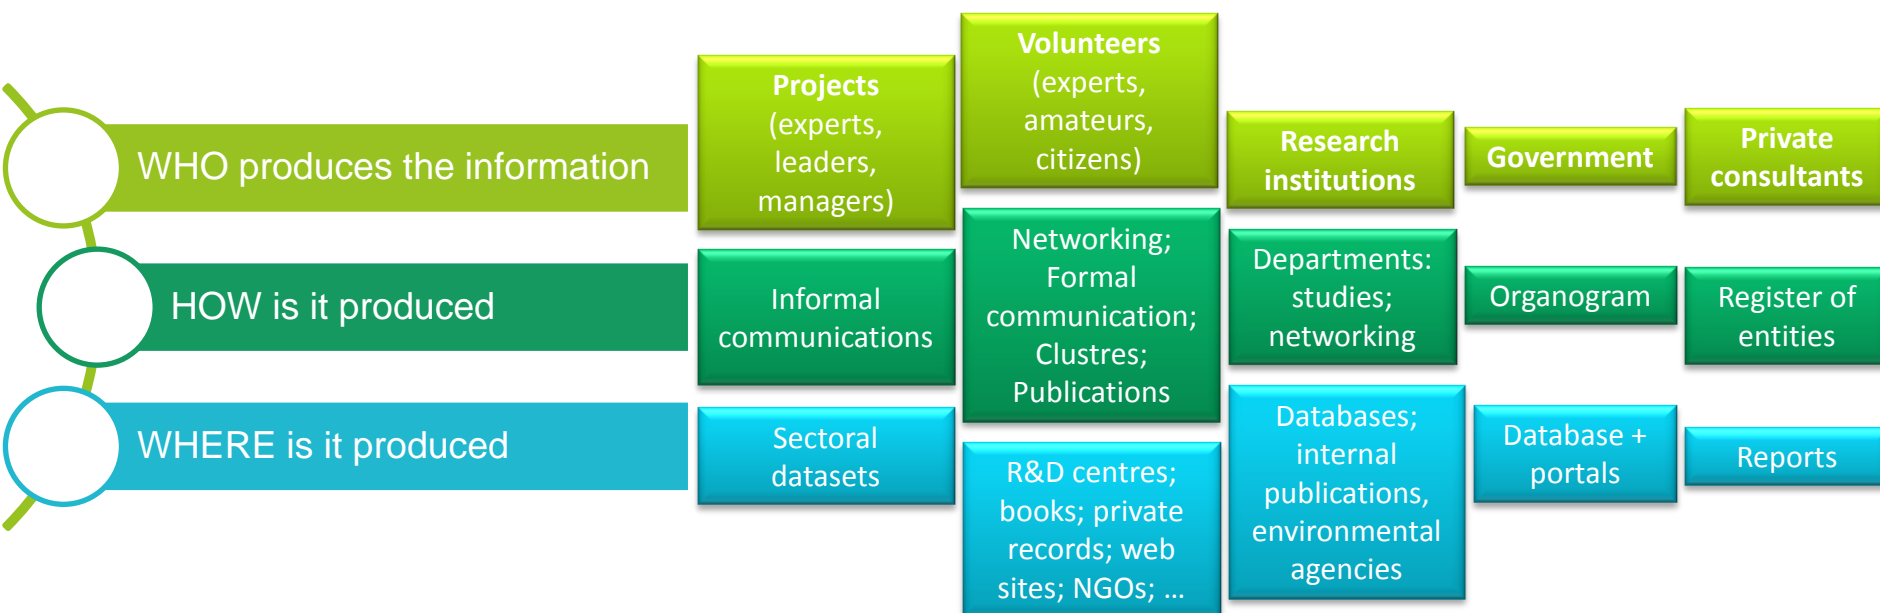 WHO produces the information
Projects
(experts,
leaders,
managers)
Volunteers
(experts,
amateurs,
citizens)
Research
institutions
Government
Private
consultants
HOW is it produced
Informal
communications
Networking;
Formal
communication;
Clustres;
Publications
Departments:
studies;
networking
Organogram
Register of
entities
WHERE is it produced
Sectoral
datasets
R&D centres;
books; private
records; web
sites; NGOs; ...
Databases;
internal
publications,
environmental
agencies
Database +
portals
Reports